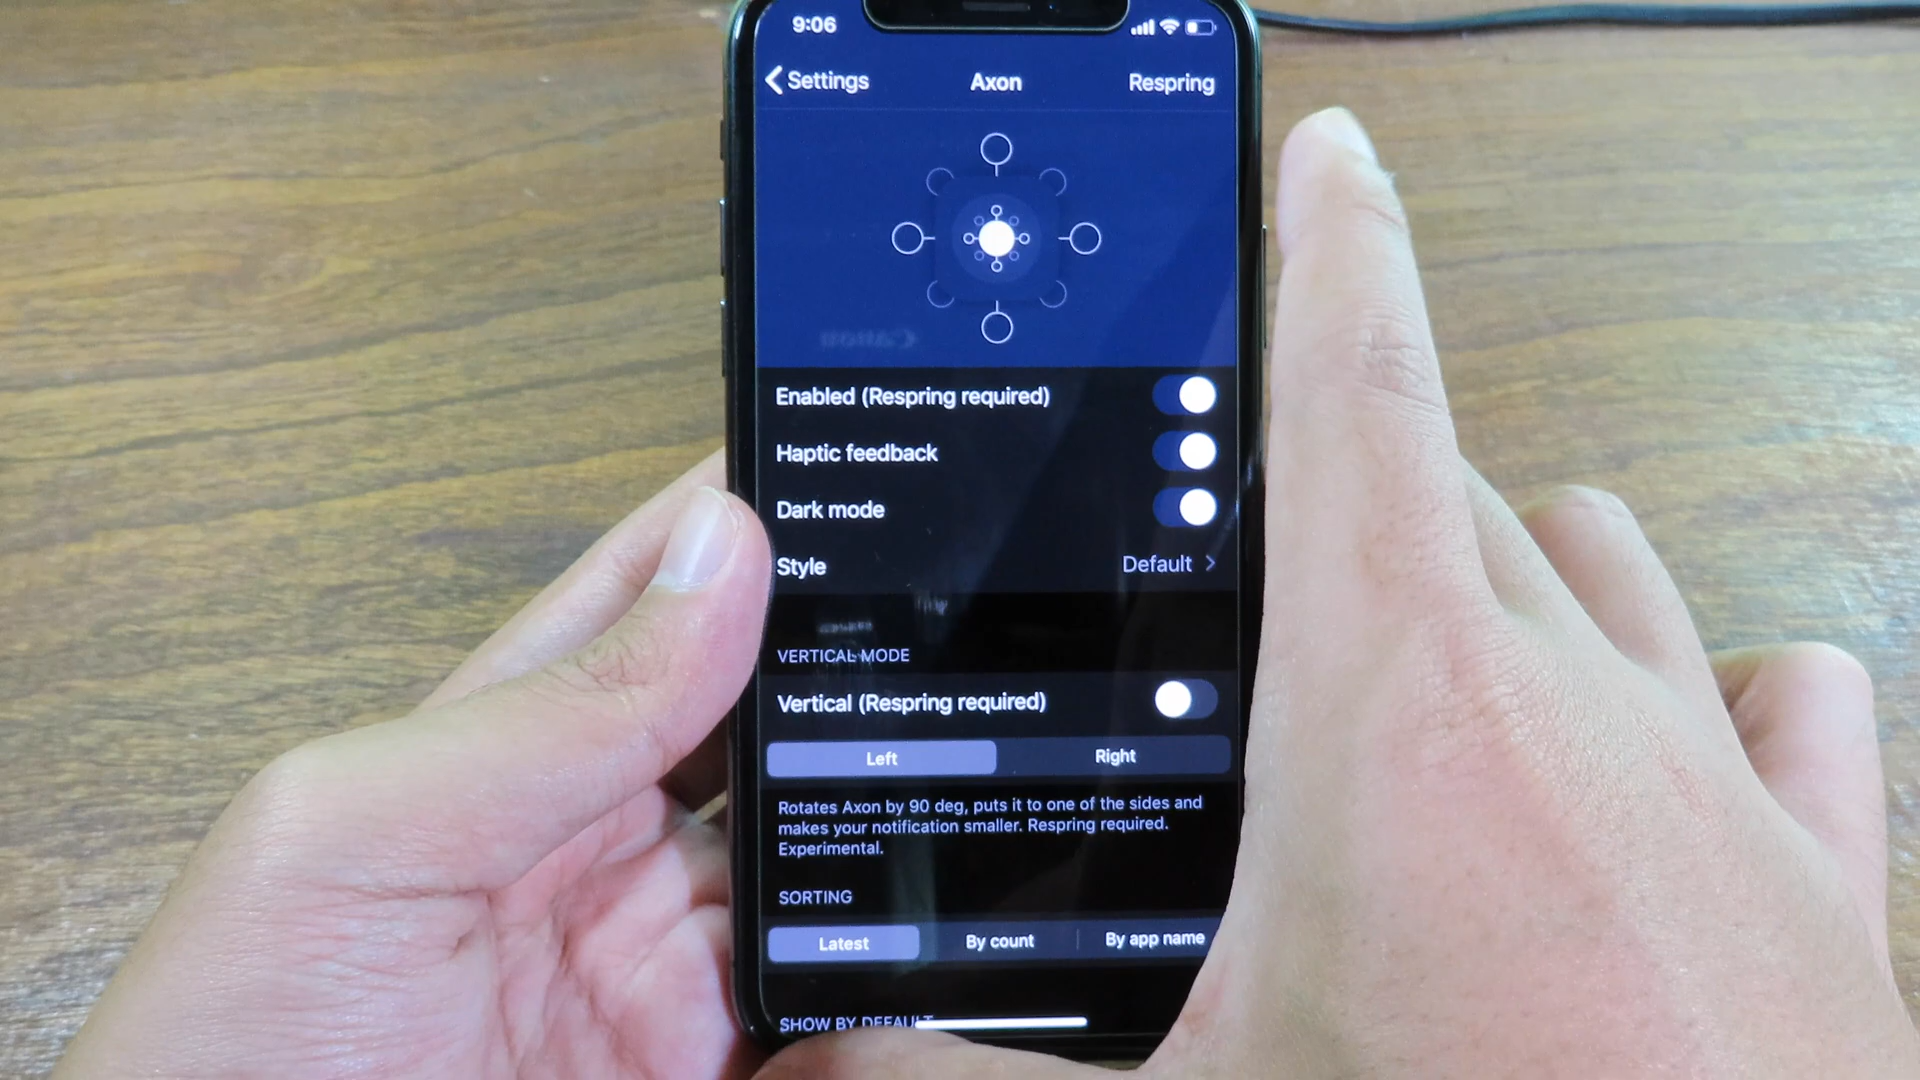 9:06
Settings
Axon
Respring
Enabled (Respring required)
Haptic feedback
Dark mode
Style
Default
VERTICAL MODE
Vertical (Respring required)
Left
Right
Rotates Axon by 90 deg, puts it to one of the sides and
makes your notification smaller. Respring required.
Experimental.
SORTING
Latest
By count
By app name
SHOW BY DEFAULT